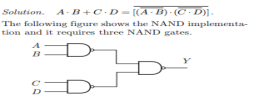 Solution. A · B + C · D = [(A · B) · (C · D)].
The following figure shows the NAND implementa-
tion and it requires three NAND gates.
A
B
Y
C
D